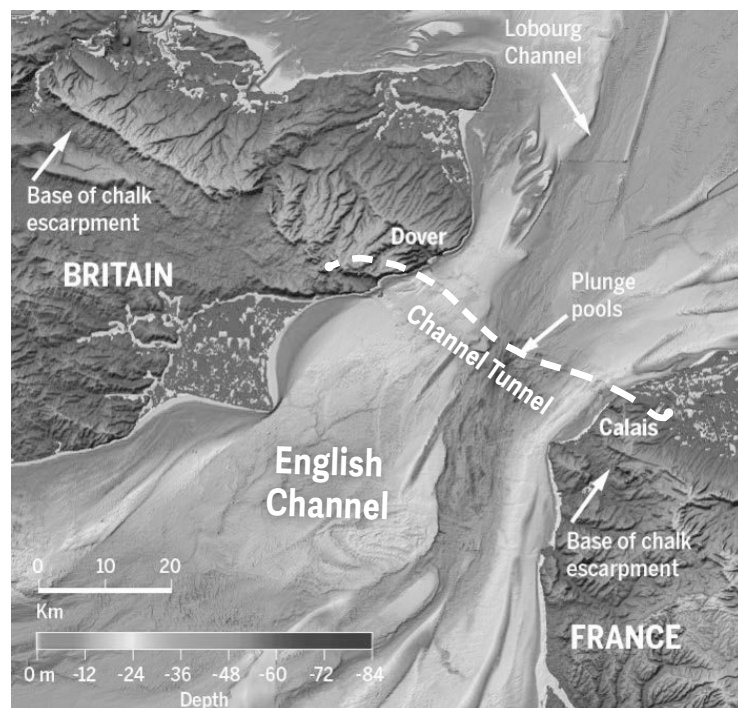 Lobourg
Channel
Base of chalk
escarpment
Dover
BRITAIN
Plunge
pools
Channel Tunnel
Calais
English
Channel
Base of chalk
escarpment
0 10 20
Km
FRANCE
0 m -12 -24 -36 -48 -60 -72 -84
Depth